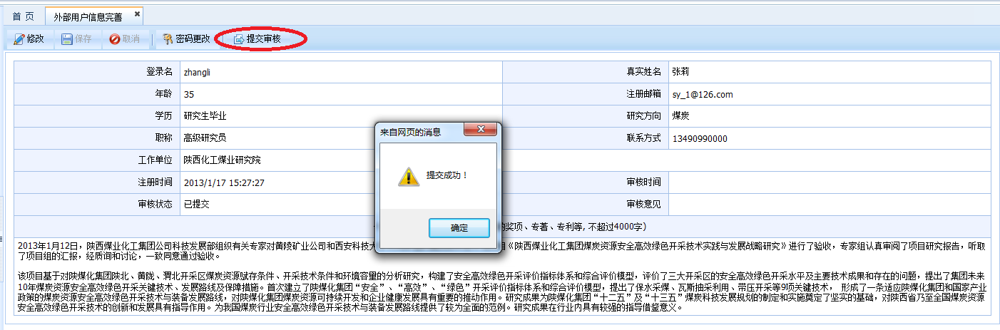 首 页 外部用户信息完善
修改 保存 取消 密码更改 提交审核
登录名 zhangli 真实姓名 张莉
年龄 35 注册邮箱 sy_1@126.com
学历 研究生毕业 研究方向 煤炭
职称 高级研究员 联系方式 13490990000
工作单位 陕西化工煤业研究院
注册时间 2013/1/17 15:27:27 审核时间
审核状态 已提交 审核意见
来自网页的消息
提交成功！
确定
奖项、专著、专利等, 不超过4000字）
2013年1月12日，陕西煤业化工集团公司科技发展部组织有关专家对黄陵矿业公司和西安科技大
目《陕西煤业化工集团煤炭资源安全高效绿色开采技术实践与发展战略研究》进行了验收，专家组认真审阅了项目研究报告，听取
了项目组的汇报，经质询和讨论，一致同意通过验收。
该项目基于对陕煤化集团陕北、黄陇、渭北开采区煤炭资源赋存条件、开采技术条件和环境容量的分析研究，构建了安全高效绿色开采评价指标体系和综合评价模型，评价了三大开采区的安全高效绿色开采水平及主要技术成果和存在的问题，提出了集团未来
10年煤炭资源安全高效绿色开采关键技术、发展路线及保障措施。首次建立了陕煤化集团“安全”、“高效”、“绿色”开采评价指标体系和综合评价模型，提出了保水采煤、瓦斯抽采利用、带压开采等9项关键技术， 形成了一条适应陕煤化集团和国家产业
政策的煤炭资源安全高效绿色开采技术与装备发展路线，对陕煤化集团煤炭资源可持续开发和企业健康发展具有重要的推动作用。研究成果为陕煤化集团“十二五”及“十三五”煤炭科技发展规划的制定和实施奠定了坚实的基础，对陕西省乃至全国煤炭资源
安全高效绿色开采技术的创新和发展具有指导作用。为我国煤炭行业安全高效绿色开采技术与装备发展路线提供了较为全面的范例。研究成果在行业内具有较强的指导借鉴意义。